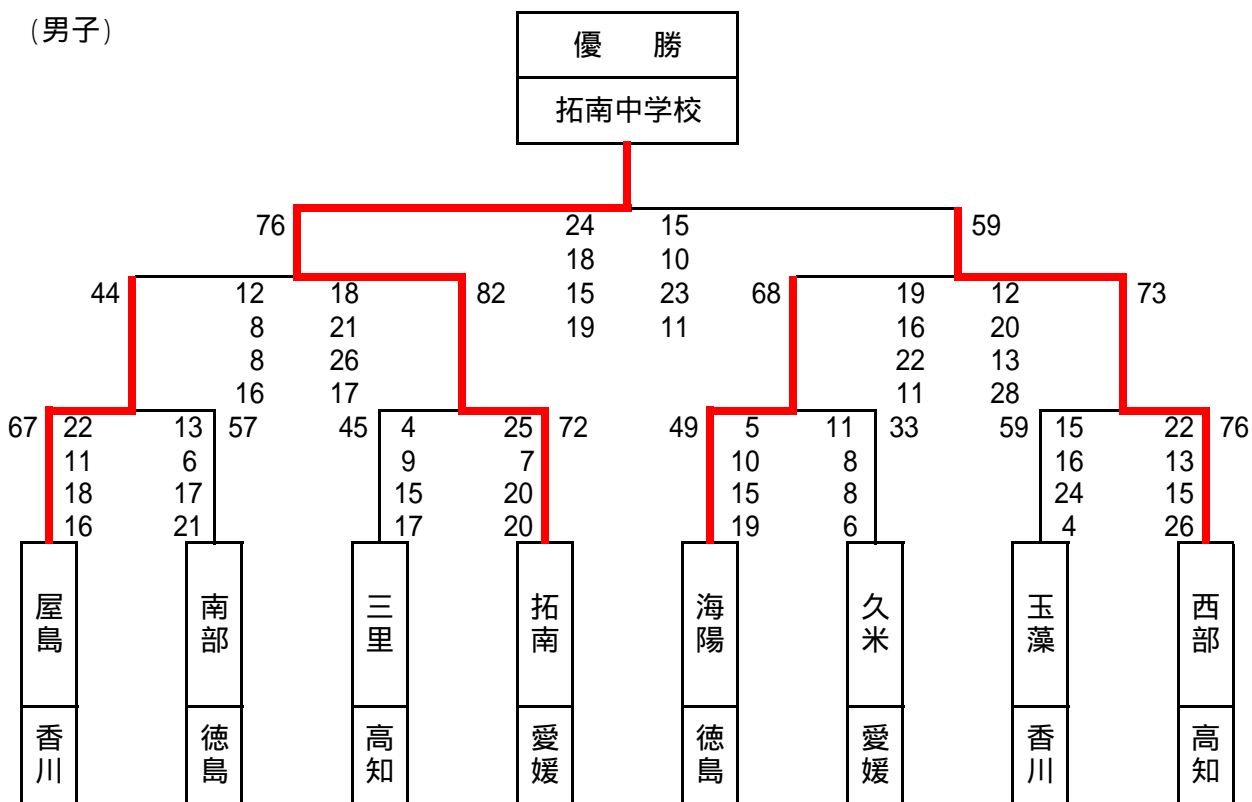 (男子)
優 勝
拓南中学校
76 24 15 59
18 10
44 12 18 82 15 23 68 19 12 73
8 21 19 11 16 20
8 26 22 13
16 17 11 28
67 22 13 57 45 4 25 72 49 5 11 33 59 15 22 76
11 6 9 7 10 8 16 13
18 17 15 20 15 8 24 15
16 21 17 20 19 6 4 26
屋島 南部 三里 拓南 海陽 久米 玉藻 西部
香川 徳島 高知 愛媛 徳島 愛媛 香川 高知